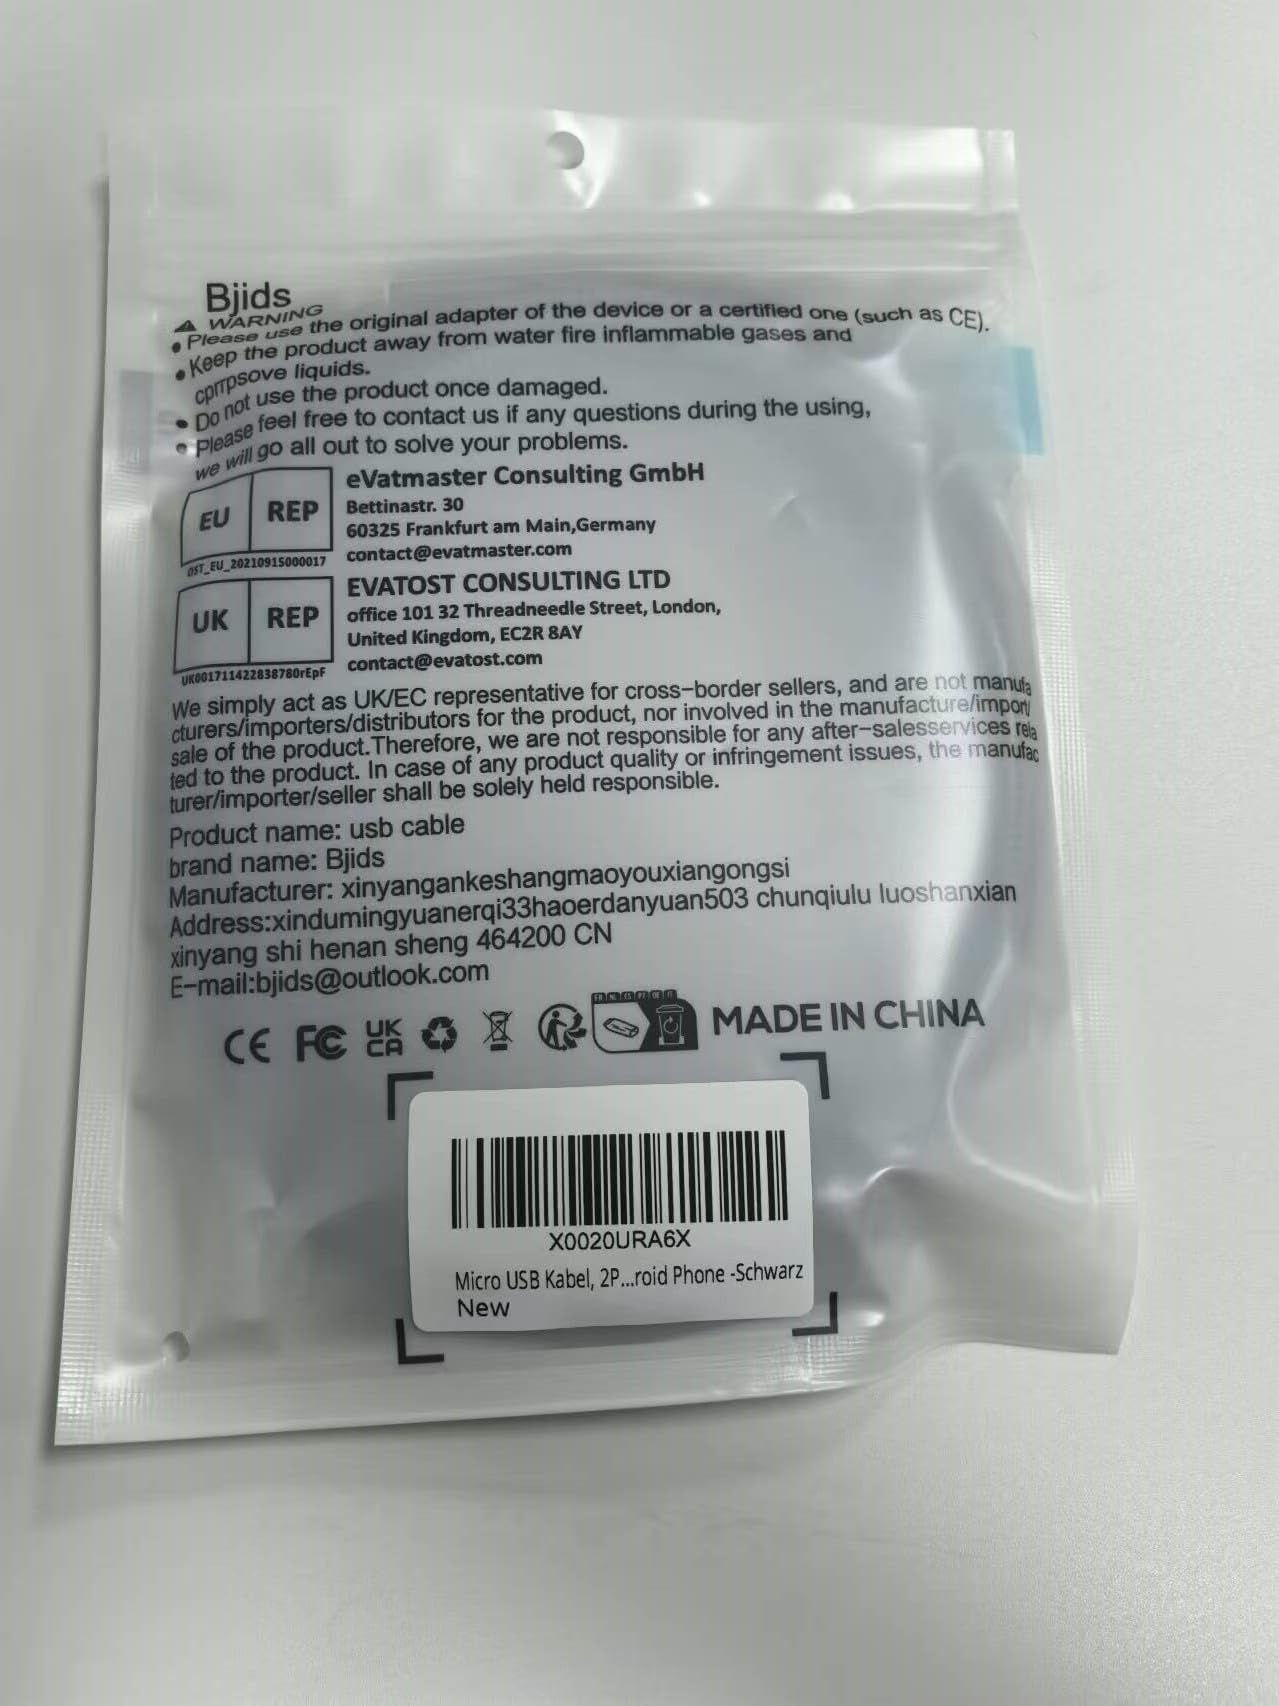 Bjids
WARNING
• Please use the original adapter of the device or a certified one (such as CE).
• Keep the product away from water fire inflammable gases and
cprrpsove liquids.
• Do not use the product once damaged.
• Please feel free to contact us if any questions during the using,
we will go all out to solve your problems.
EU REP
eVatmaster Consulting GmbH
Bettinastr. 30
60325 Frankfurt am Main,Germany
contact@evatmaster.com
OST_EU_20210915000017
UK REP
EVATOST CONSULTING LTD
office 101 32 Threadneedle Street, London,
United Kingdom, EC2R 8AY
contact@evatost.com
UK001711422838780rEpF
We simply act as UK/EC representative for cross-border sellers, and are not manufa
cturers/importers/distributors for the product, nor involved in the manufacture/import/
sale of the product.Therefore, we are not responsible for any after-salesservices rela
ted to the product. In case of any product quality or infringement issues, the manufac
turer/importer/seller shall be solely held responsible.
Product name: usb cable
brand name: Bjids
Manufacturer: xinyangankeshangmaoyouxiangongsi
Address:xindumingyuanerqi33haoerdanyuan503 chunqiulu luoshanxian
xinyang shi henan sheng 464200 CN
E-mail:bjids@outlook.com
CE FC UK CA
FR NL ES PT DE IT
MADE IN CHINA
X0020URA6X
Micro USB Kabel, 2P...roid Phone -Schwarz
New